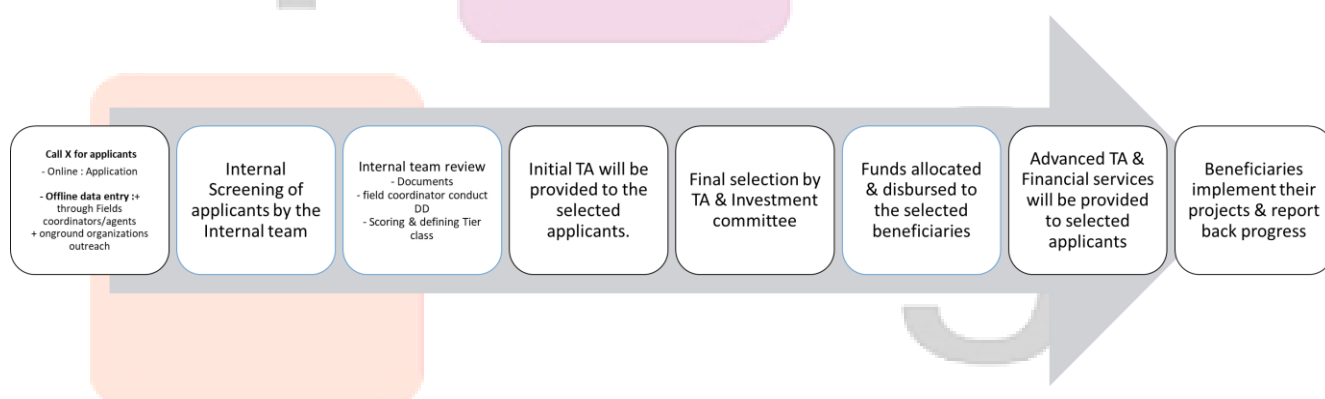 Call X for applicants
- Online : Application
- Offline data entry :+
through Fields
coordinators/agents
+ onground organizations
outreach
Internal
Screening of
applicants by the
Internal team
Internal team review
- Documents
- field coordinator conduct
DD
- Scoring & defining Tier
class
Initial TA will be
provided to the
selected
applicants.
Final selection by
TA & Investment
committee
Funds allocated
& disbursed to
the selected
beneficiaries
Advanced TA &
Financial services
will be provided
to selected
applicants
Beneficiaries
implement their
projects & report
back progress